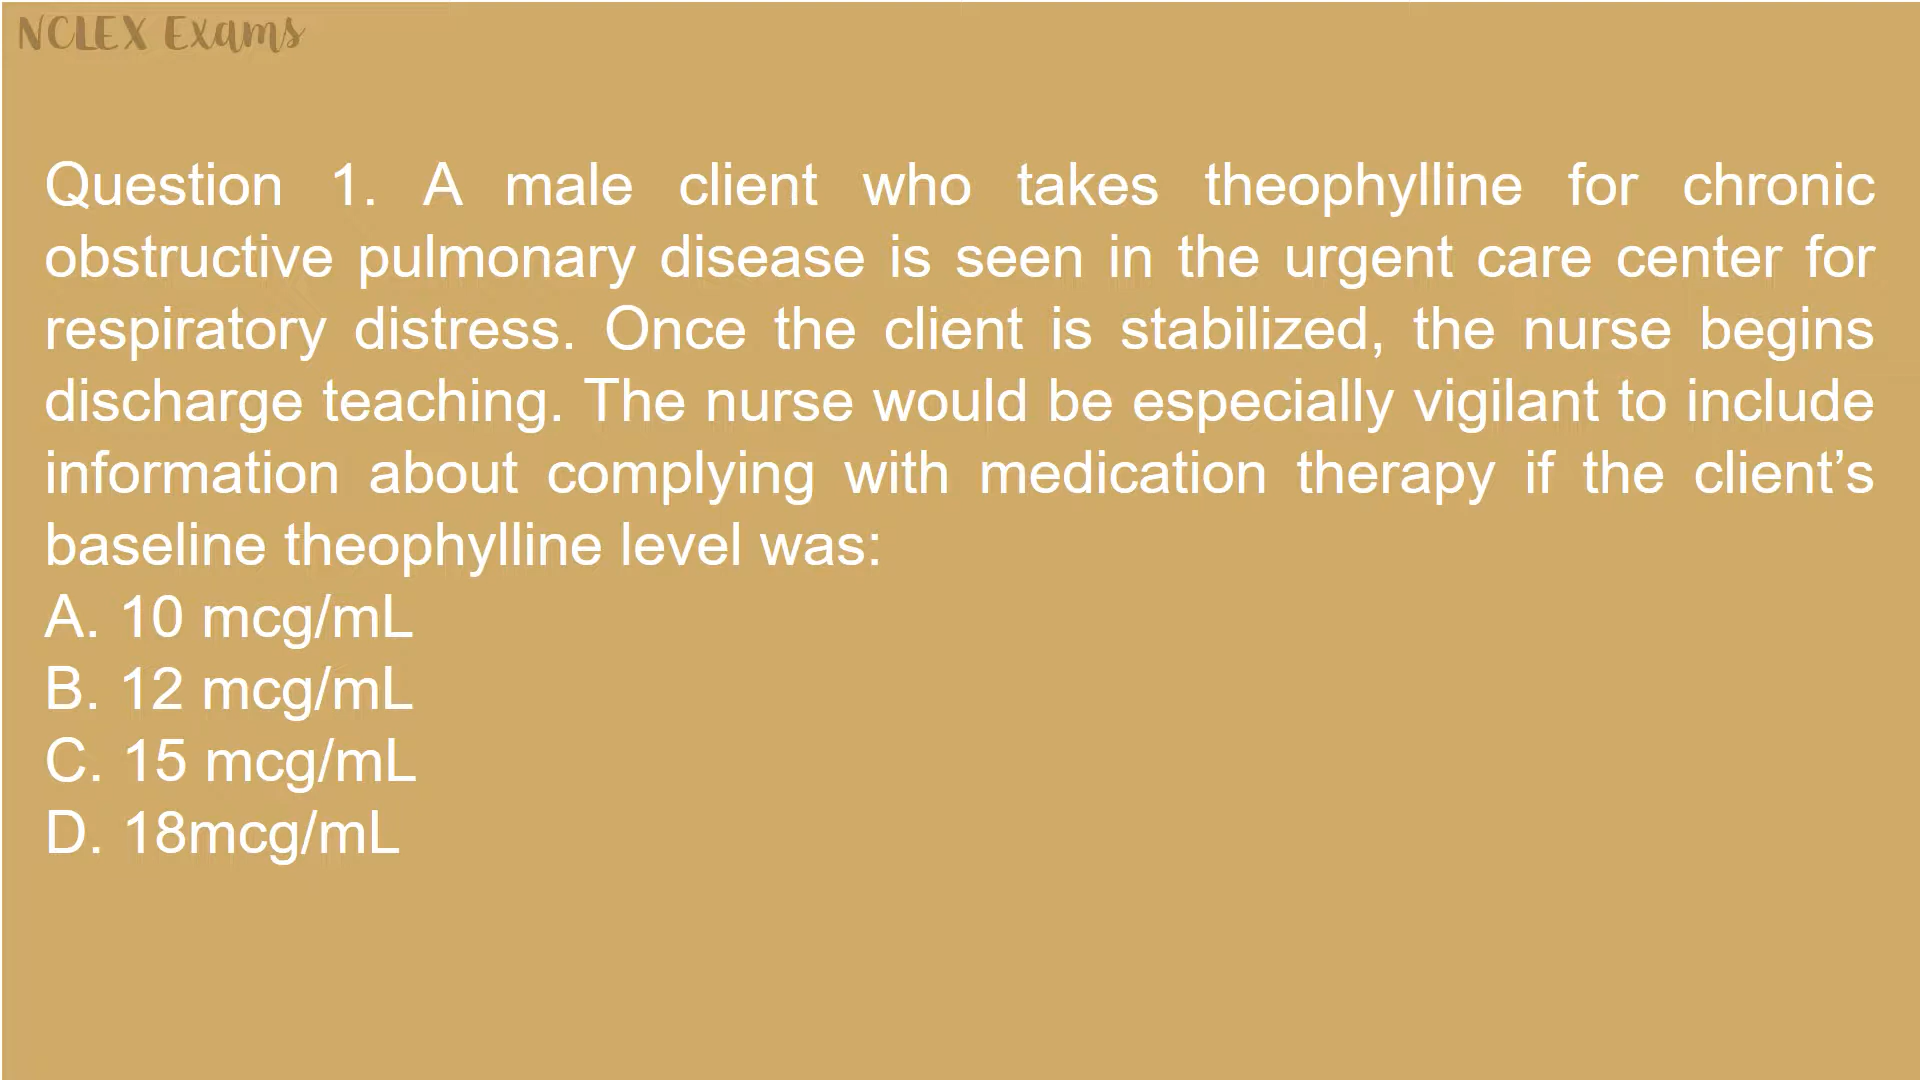 NCLEX Exams
Question 1. A male client who takes theophylline for chronic
obstructive pulmonary disease is seen in the urgent care center for
respiratory distress. Once the client is stabilized, the nurse begins
discharge teaching. The nurse would be especially vigilant to include
information about complying with medication therapy if the client’s
baseline theophylline level was:
A. 10 mcg/mL
B. 12 mcg/mL
C. 15 mcg/mL
D. 18mcg/mL